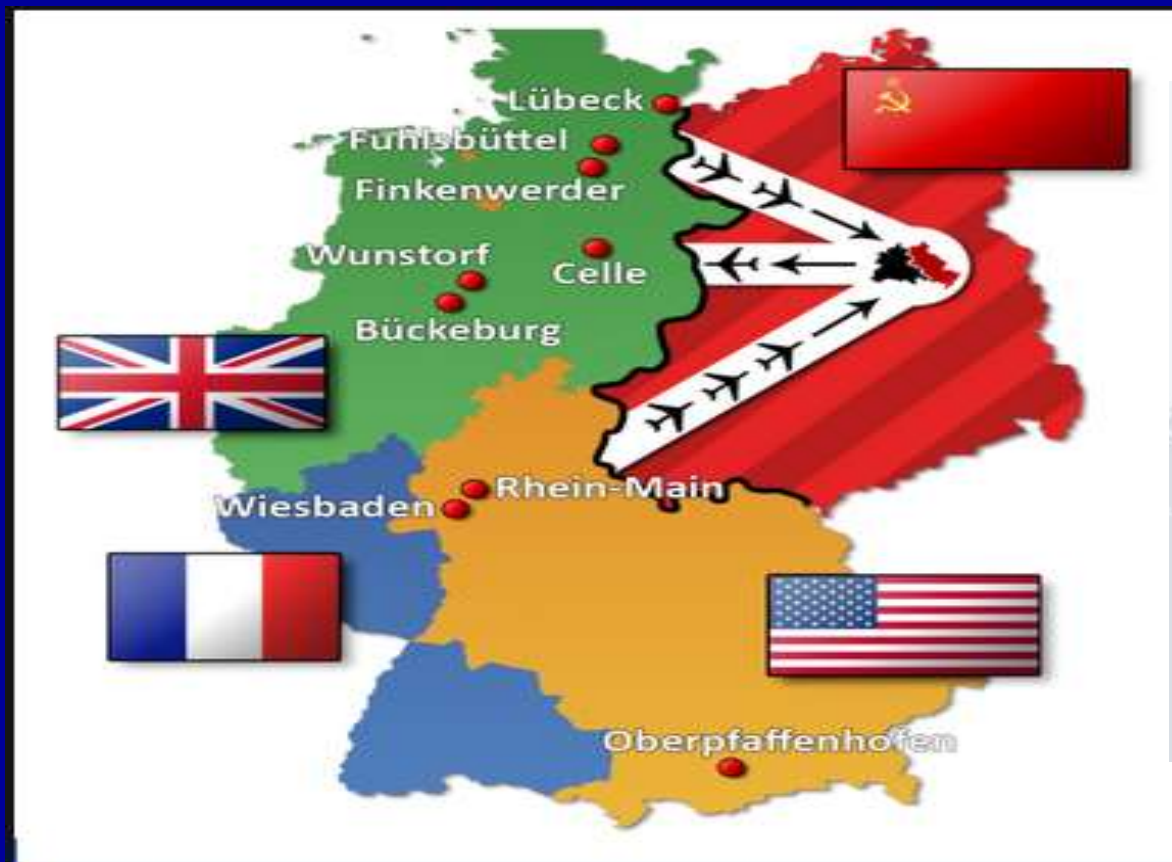 Lübeck
Fuhlsbüttel
Finkenwerder
Wunstorf
Celle
Bückeburg
Rhein-Main
Wiesbaden
Oberpfaffenhofen